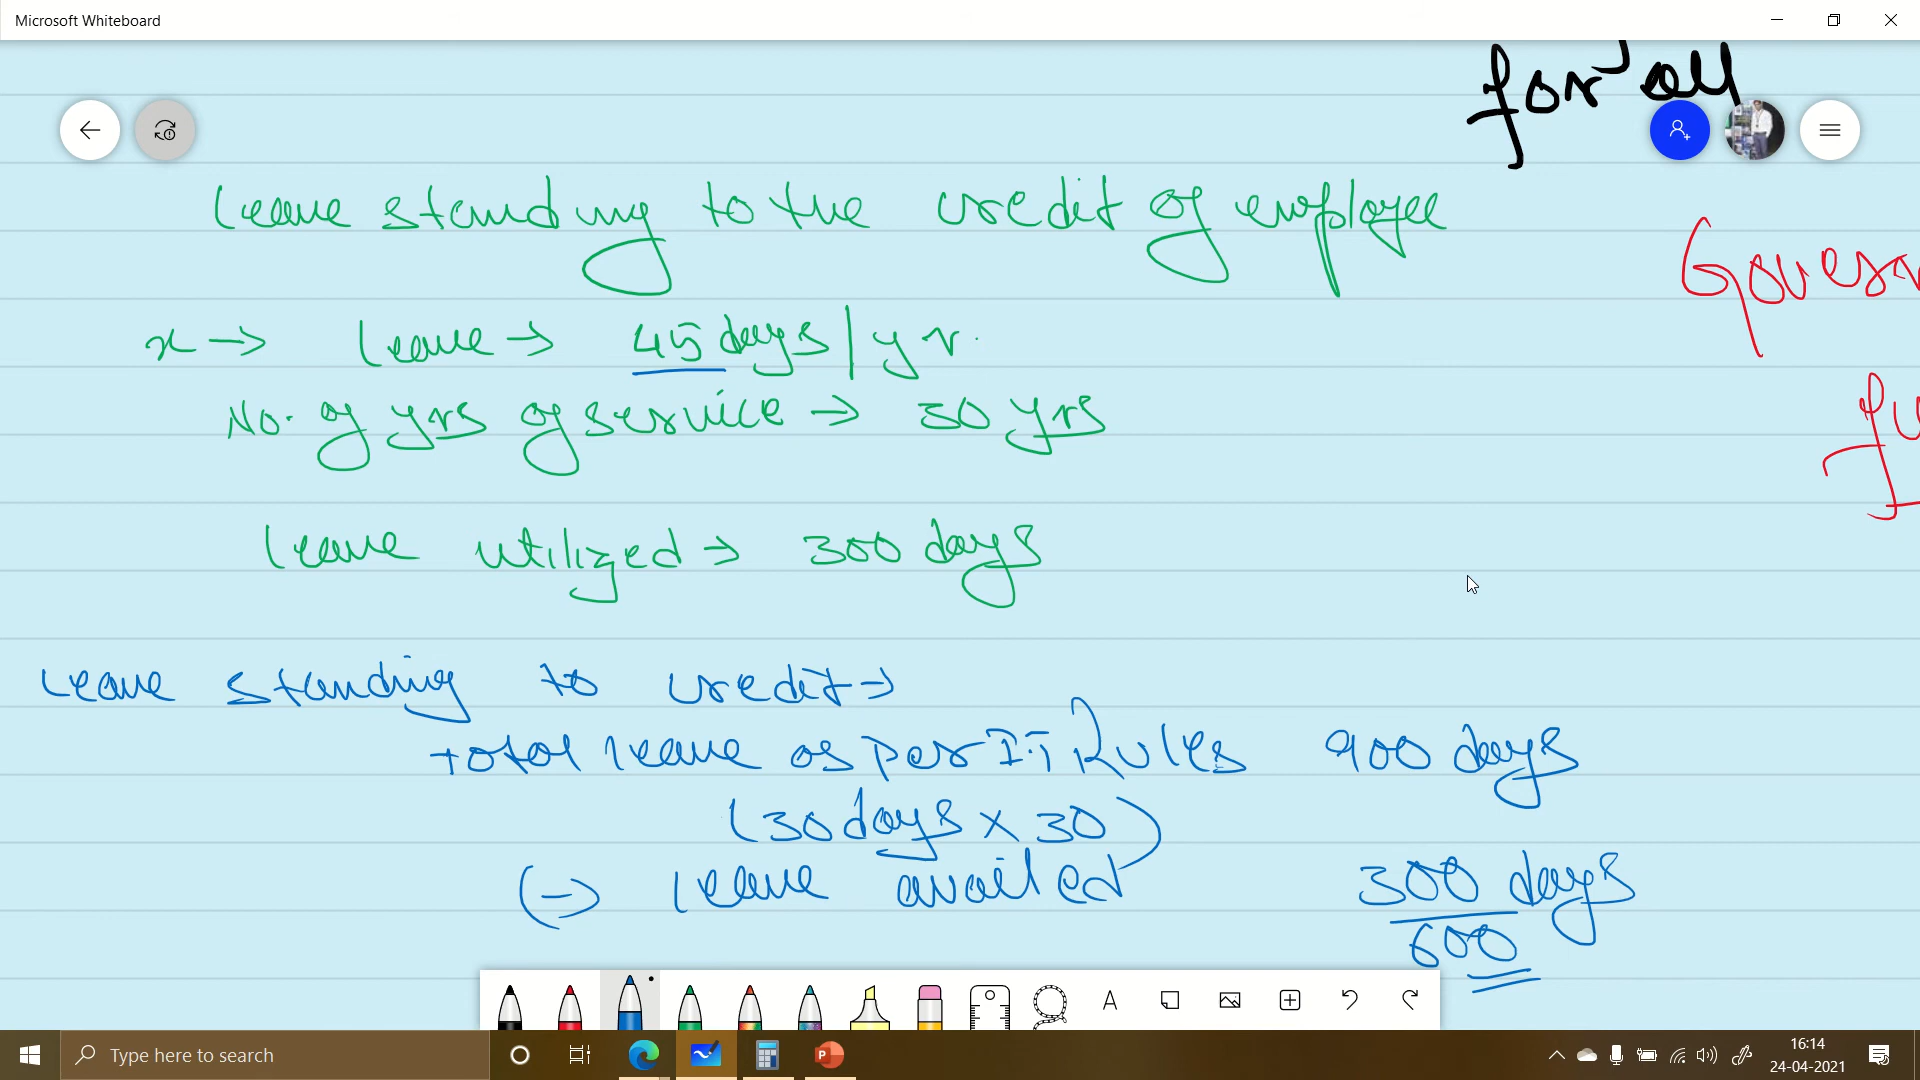 Microsoft Whiteboard
for all
Leave standing to the credit of employee
x → Leave → 45 days | yr.
No. of yrs of service → 30 yrs
Leave utilized → 300 days
Leave standing to credit →
total leave as per I.T Rules 900 days
(30 days x 30)
(-) Leave availed 300 days
600
A
Type here to search
16:14
24-04-2021